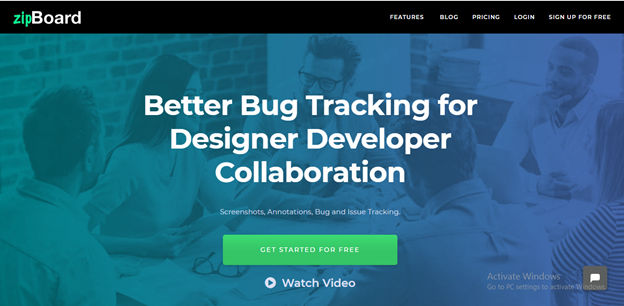 zipBoard
FEATURES BLOG PRICING LOGIN SIGN UP FOR FREE
Better Bug Tracking for
Designer Developer
Collaboration
Screenshots, Annotations, Bug and Issue Tracking.
GET STARTED FOR FREE
Watch Video
Activate Windows
Go to PC settings to activate Windows.